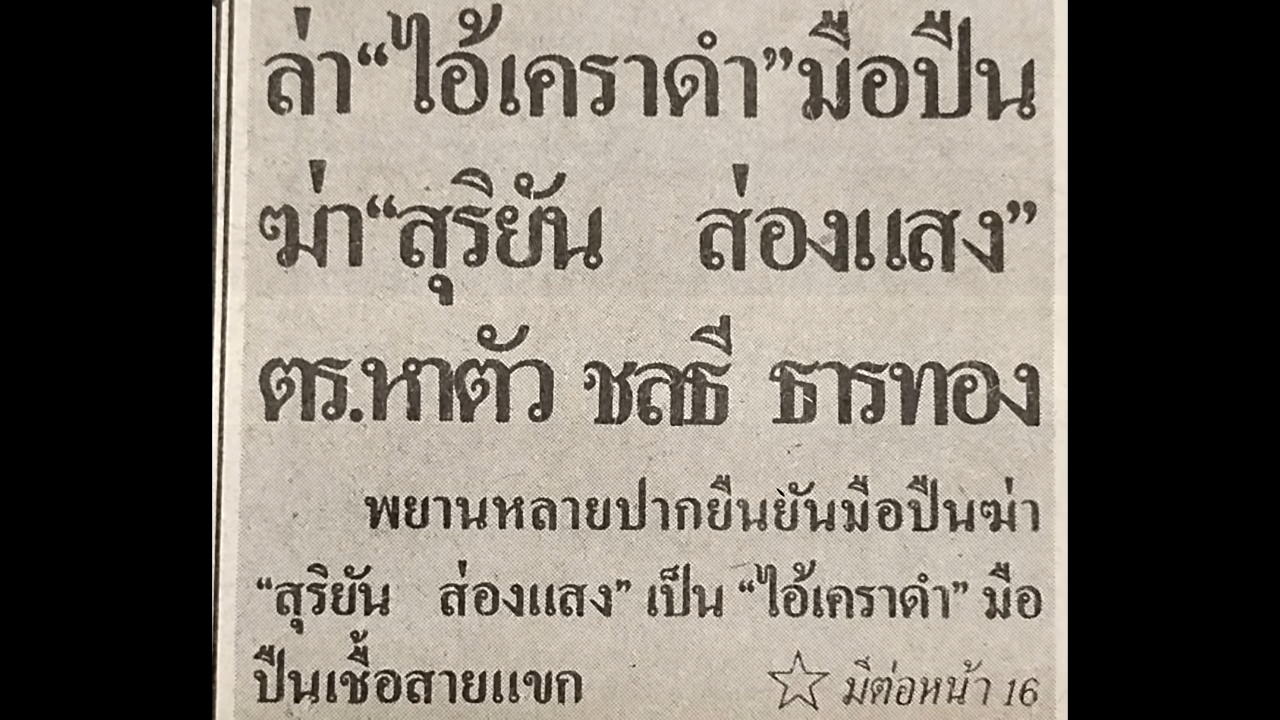 ล่า“ไอ้เคราดำ”มือปืน
ฆ่า“สุริยัน ส่องแสง”
ตร.หาตัว ชลธี ธารทอง
พยานหลายปากยืนยันมือปืนฆ่า
“สุริยัน ส่องแสง” เป็น “ไอ้เคราดำ” มือ
ปืนเชื้อสายแขก ☆ มีต่อหน้า 16